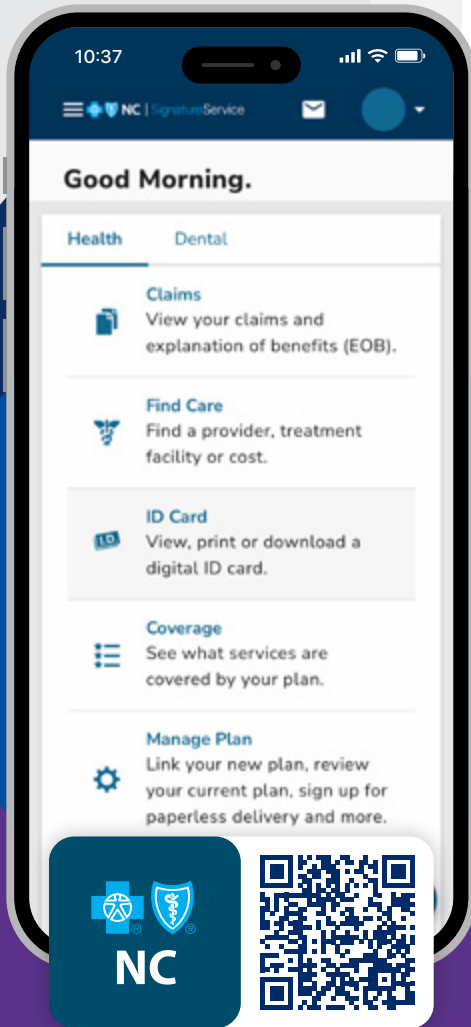 10:37
NC | SignatureService
Good Morning.
Health Dental
Claims
View your claims and
explanation of benefits (EOB).
Find Care
Find a provider, treatment
facility or cost.
I.D.
ID Card
View, print or download a
digital ID card.
Coverage
See what services are
covered by your plan.
Manage Plan
Link your new plan, review
your current plan, sign up for
paperless delivery and more.
® ®
NC